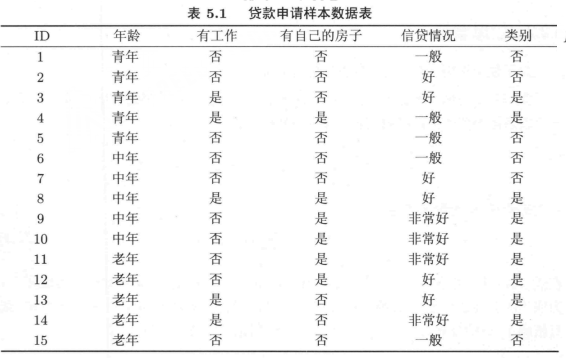 表 5.1 贷款申请样本数据表
ID 年龄 有工作 有自己的房子 信贷情况 类别
1 青年 否 否 一般 否
2 青年 否 否 好 否
3 青年 是 否 好 是
4 青年 是 是 一般 是
5 青年 否 否 一般 否
6 中年 否 否 一般 否
7 中年 否 否 好 否
8 中年 是 是 好 是
9 中年 否 是 非常好 是
10 中年 否 是 非常好 是
11 老年 否 是 非常好 是
12 老年 否 是 好 是
13 老年 是 否 好 是
14 老年 是 否 非常好 是
15 老年 否 否 一般 否